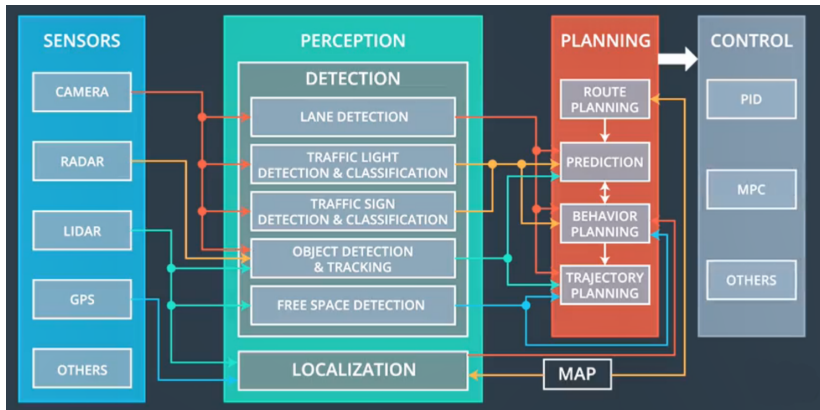 SENSORS
CAMERA
RADAR
LIDAR
GPS
OTHERS
PERCEPTION
DETECTION
LANE DETECTION
TRAFFIC LIGHT
DETECTION & CLASSIFICATION
TRAFFIC SIGN
DETECTION & CLASSIFICATION
OBJECT DETECTION
& TRACKING
FREE SPACE DETECTION
LOCALIZATION
PLANNING
ROUTE
PLANNING
PREDICTION
BEHAVIOR
PLANNING
TRAJECTORY
PLANNING
MAP
CONTROL
PID
MPC
OTHERS